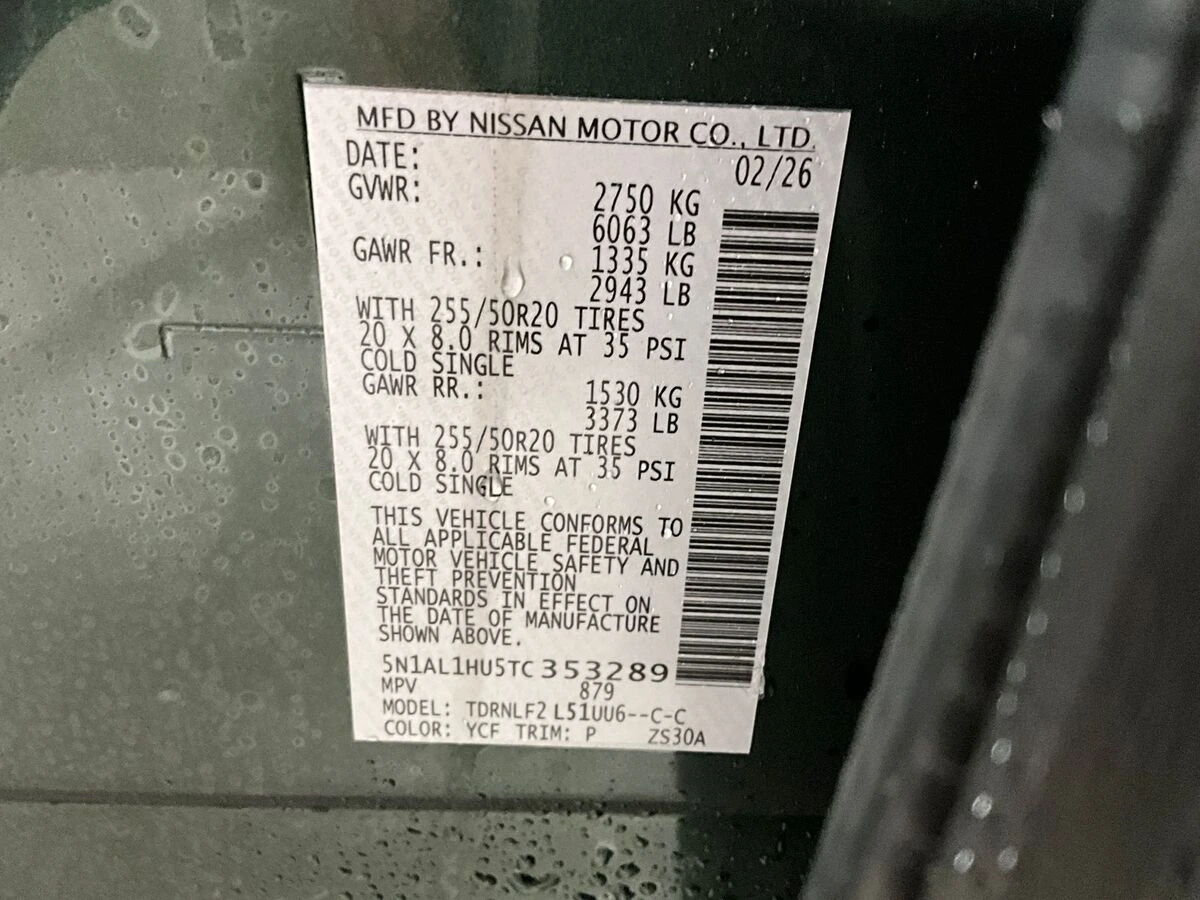 MFD BY NISSAN MOTOR CO., LTD.
DATE: 02/26
GVWR: 2750 KG
6063 LB
GAWR FR.: 1335 KG
2943 LB
WITH 255/50R20 TIRES
20 X 8.0 RIMS AT 35 PSI
COLD SINGLE
GAWR RR.: 1530 KG
3373 LB
WITH 255/50R20 TIRES
20 X 8.0 RIMS AT 35 PSI
COLD SINGLE
THIS VEHICLE CONFORMS TO
ALL APPLICABLE FEDERAL
MOTOR VEHICLE SAFETY AND
THEFT PREVENTION
STANDARDS IN EFFECT ON
THE DATE OF MANUFACTURE
SHOWN ABOVE.
5N1AL1HU5TC353289
MPV 879
MODEL: TDRNLF2 L51UU6--C-C
COLOR: YCF TRIM: P ZS30A